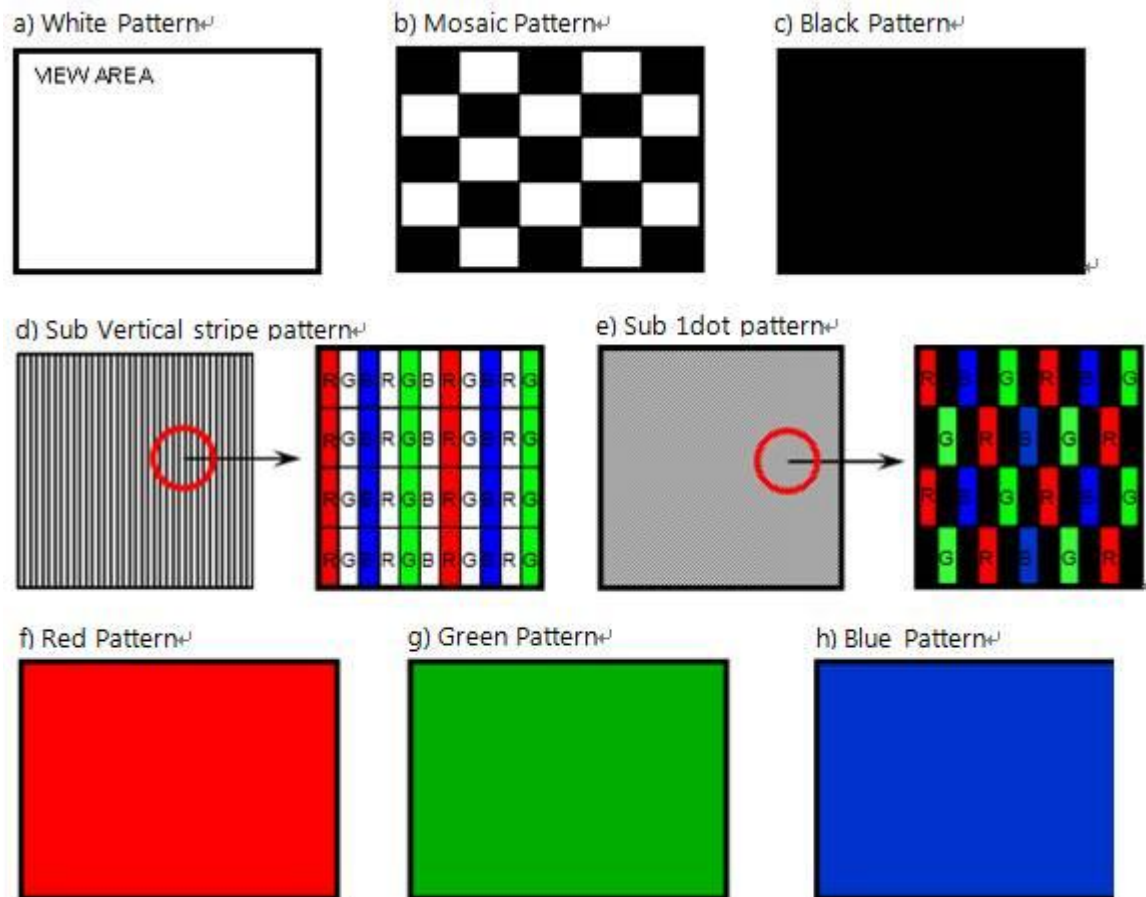 a) White Pattern↵
b) Mosaic Pattern↵
c) Black Pattern↵
VIEW AREA
↵
d) Sub Vertical stripe pattern↵
e) Sub 1dot pattern↵
R G B R G B R G B R G
R G B R G B R G B R G
R G B R G B R G B R G
R G B R G B R G B R G
R B G R B G
G R B G R
R B G R B G
G R B G R
f) Red Pattern↵
g) Green Pattern↵
h) Blue Pattern↵